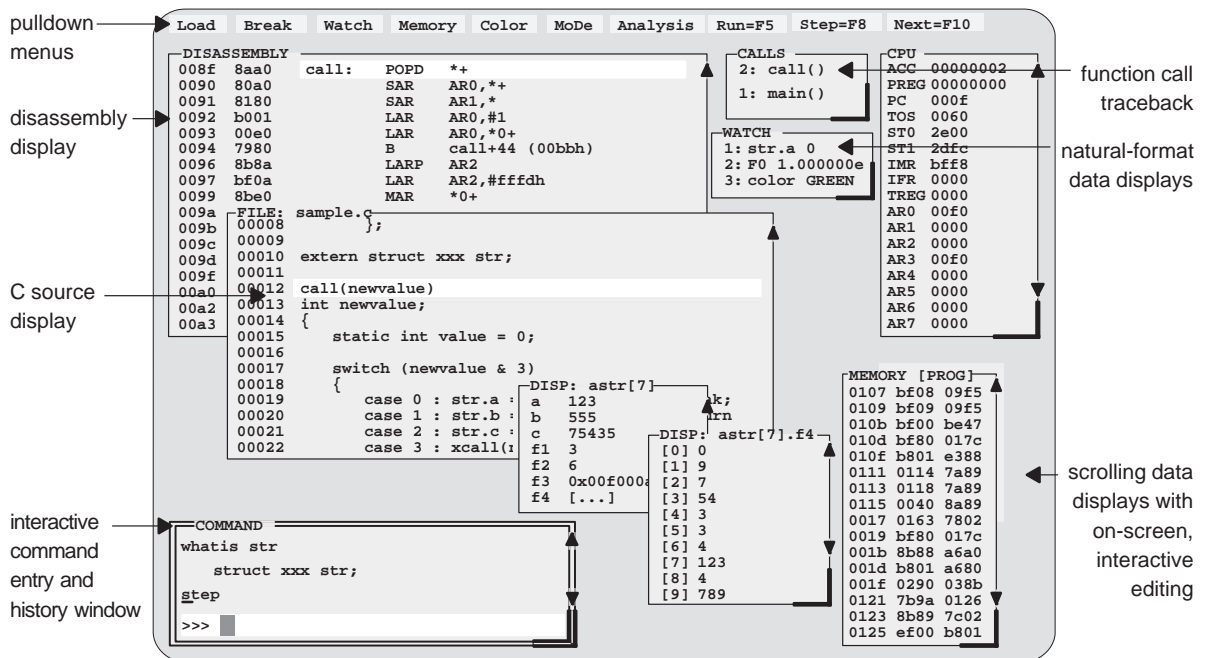 pulldown
menus
disassembly
display
C source
display
interactive
command
entry and
history window
Load Break Watch Memory Color MoDe Analysis Run=F5 Step=F8 Next=F10
DISASSEMBLY
008f 8aa0 call: POPD *+
0090 80a0 SAR AR0,*+
0091 8180 SAR AR1,*
0092 b001 LAR AR0,#1
0093 00e0 LAR AR0,*0+
0094 7980 B call+44 (00bbh)
0096 8b8a LARP AR2
0097 bf0a LAR AR2,#fffdh
0099 8be0 MAR *0+
009a
009b
009c
009d
009f
00a0
00a2
00a3
FILE: sample.c
00008 };
00009
00010 extern struct xxx str;
00011
00012 call(newvalue)
00013 int newvalue;
00014 {
00015 static int value = 0;
00016
00017 switch (newvalue & 3)
00018 {
00019 case 0 : str.a = k;
00020 case 1 : str.b = rn
00021 case 2 : str.c =
00022 case 3 : xcall(
DISP: astr[7]
a 123
b 555
c 75435
f1 3
f2 6
f3 0x00f000a
f4 [...]
DISP: astr[7].f4
[0] 0
[1] 9
[2] 7
[3] 54
[4] 3
[5] 3
[6] 4
[7] 123
[8] 4
[9] 789
COMMAND
whatis str
struct xxx str;
step
>>>
CALLS
2: call()
1: main()
WATCH
1: str.a 0
2: F0 1.000000e
3: color GREEN
CPU
ACC 00000002
PREG 00000000
PC 000f
TOS 0060
ST0 2e00
ST1 2dfc
IMR bff8
IFR 0000
TREG 0000
AR0 00f0
AR1 0000
AR2 0000
AR3 00f0
AR4 0000
AR5 0000
AR6 0000
AR7 0000
MEMORY [PROG]
0107 bf08 09f5
0109 bf09 09f5
010b bf00 be47
010d bf80 017c
010f b801 e388
0111 0114 7a89
0113 0118 7a89
0115 0040 8a89
0017 0163 7802
0019 bf80 017c
001b 8b88 a6a0
001d b801 a680
001f 0290 038b
0121 7b9a 0126
0123 8b89 7c02
0125 ef00 b801
function call
traceback
natural-format
data displays
scrolling data
displays with
on-screen,
interactive
editing